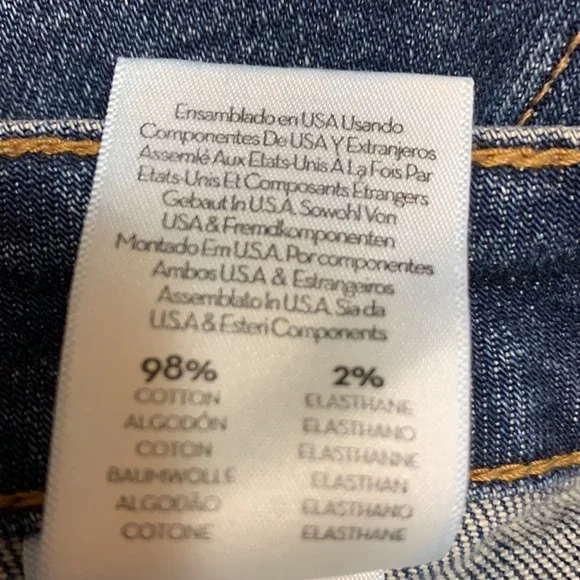 Ensamblado en USA Usando
Componentes De USA Y Extranjeros
Assemlé Aux Etats-Unis A La Fois Par
Etats-Unis Et Composants Etrangers
Gebaut In U.S.A. Sowohl Von
USA & Fremdkomponenten
Montado Em U.S.A. Por componentes
Ambos U.S.A & Estrangeiros
Assemblato In U.S.A. Sia da
U.S.A & Esteri Components
98% 2%
COTTON ELASTHANE
ALGODÓN ELASTHANO
COTON ELASTHANNE
BAUMWOLLE ELASTHAN
ALGODÃO ELASTHANO
COTONE ELASTHANE